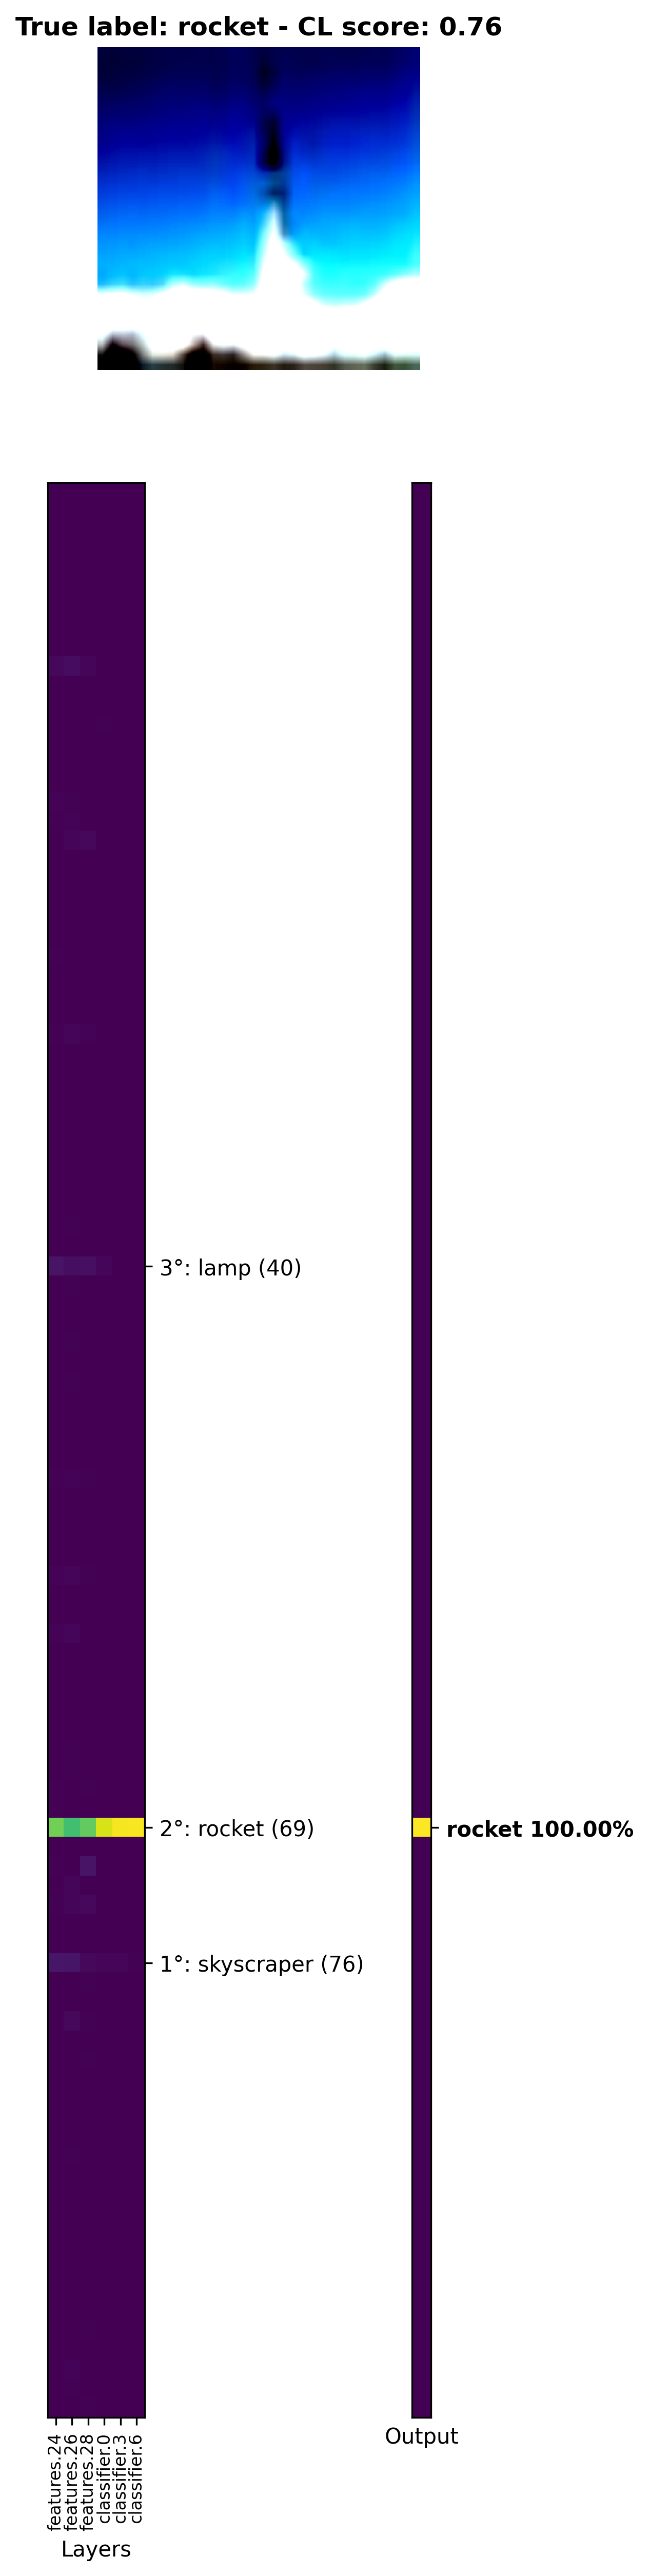 True label: rocket - CL score: 0.76
3°: lamp (40)
2°: rocket (69)
rocket 100.00%
1°: skyscraper (76)
features.24
features.26
features.28
classifier.0
classifier.3
classifier.6
Layers
Output